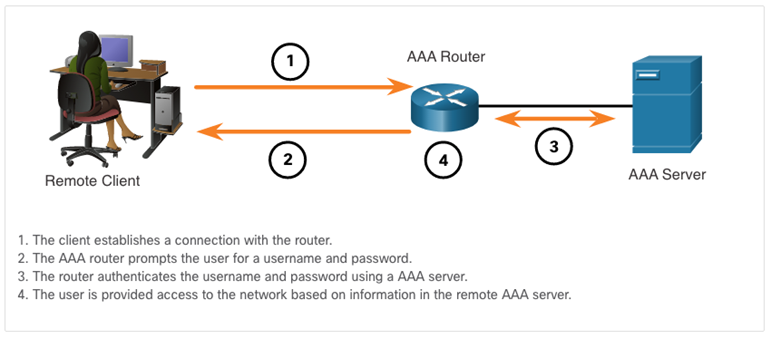 1
AAA Router
2
4
3
Remote Client
AAA Server
1. The client establishes a connection with the router.
2. The AAA router prompts the user for a username and password.
3. The router authenticates the username and password using a AAA server.
4. The user is provided access to the network based on information in the remote AAA server.